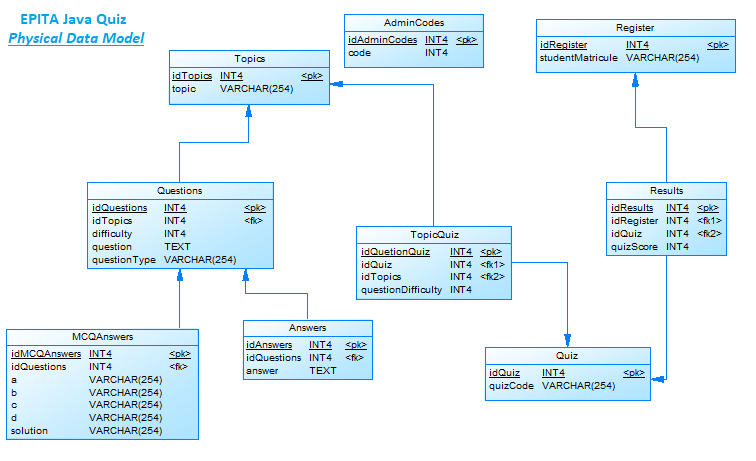 EPITA Java Quiz
Physical Data Model
AdminCodes
idAdminCodes INT4 <pk>
code INT4
Register
idRegister INT4 <pk>
studentMatricule VARCHAR(254)
Topics
idTopics INT4 <pk>
topic VARCHAR(254)
Questions
idQuestions INT4 <pk>
idTopics INT4 <fk>
difficulty INT4
question TEXT
questionType VARCHAR(254)
Results
idResults INT4 <pk>
idRegister INT4 <fk1>
idQuiz INT4 <fk2>
quizScore INT4
TopicQuiz
idQuetionQuiz INT4 <pk>
idQuiz INT4 <fk1>
idTopics INT4 <fk2>
questionDifficulty INT4
MCQAnswers
idMCQAnswers INT4 <pk>
idQuestions INT4 <fk>
a VARCHAR(254)
b VARCHAR(254)
c VARCHAR(254)
d VARCHAR(254)
solution VARCHAR(254)
Answers
idAnswers INT4 <pk>
idQuestions INT4 <fk>
answer TEXT
Quiz
idQuiz INT4 <pk>
quizCode VARCHAR(254)